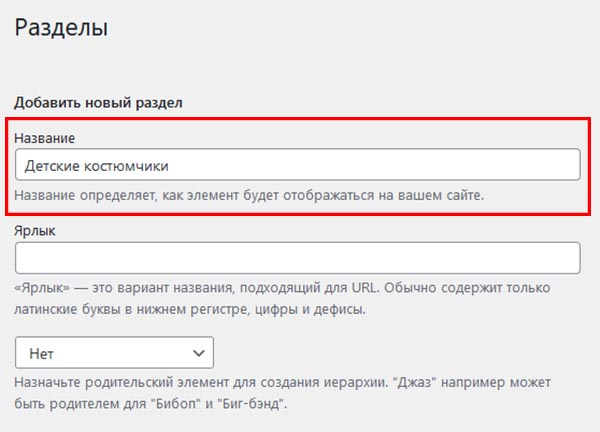 Разделы
Добавить новый раздел
Название
Детские костюмчики
Название определяет, как элемент будет отображаться на вашем сайте.
Ярлык
«Ярлык» — это вариант названия, подходящий для URL. Обычно содержит только
латинские буквы в нижнем регистре, цифры и дефисы.
Нет
Назначьте родительский элемент для создания иерархии. "Джаз" например может
быть родителем для "Бибоп" и "Биг-бэнд".